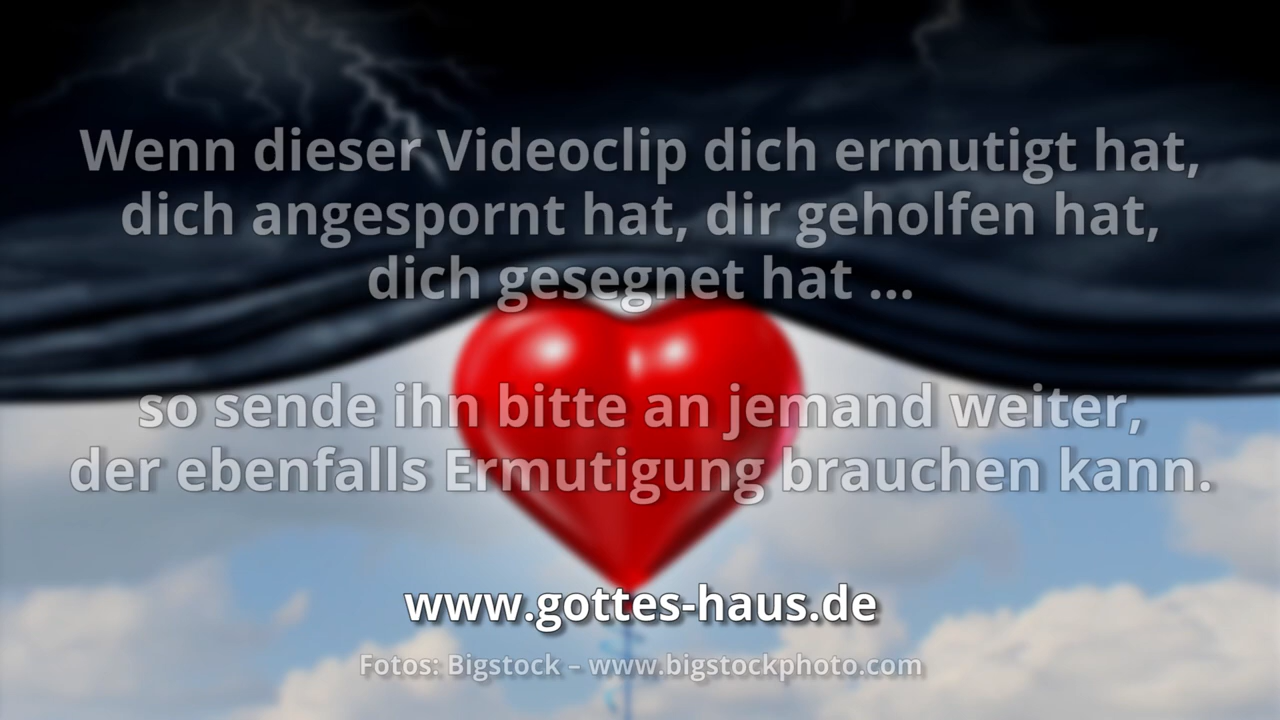 Wenn dieser Videoclip dich ermutigt hat,
dich angespornt hat, dir geholfen hat,
dich gesegnet hat ...
so sende ihn bitte an jemand weiter,
der ebenfalls Ermutigung brauchen kann.
www.gottes-haus.de
Fotos: Bigstock – www.bigstockphoto.com